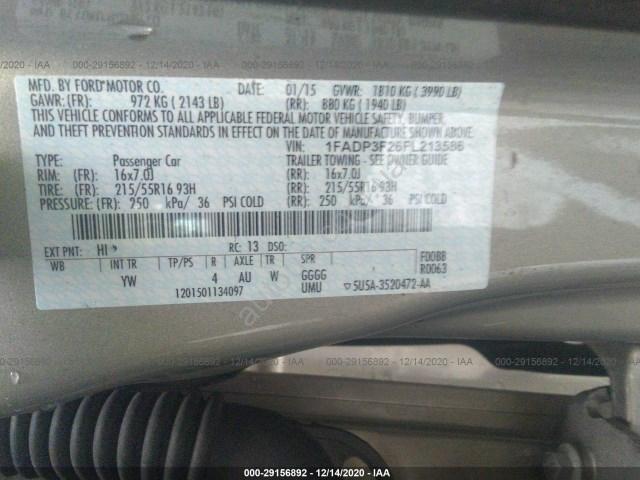 000-29156892 · 12/14/2020 · IAA
MFD. BY FORD MOTOR CO.
DATE: 01/15 GVWR: 1810 KG ( 3990 LB)
GAWR: (FR): 972 KG ( 2143 LB) (RR): 880 KG ( 1940 LB)
THIS VEHICLE CONFORMS TO ALL APPLICABLE FEDERAL MOTOR VEHICLE SAFETY, BUMPER,
AND THEFT PREVENTION STANDARDS IN EFFECT ON THE DATE OF MANUFACTURE SHOWN ABOVE.
VIN: 1FADP3F26FL213586
TYPE: Passenger Car TRAILER TOWING - SEE OWNER GUIDE
RIM: (FR): 16x7.0J (RR): 16x7.0J
TIRE: (FR): 215/55R16 93H (RR): 215/55R16 93H
PRESSURE: (FR): 250 kPa/ 36 PSI COLD (RR): 250 kPa/ 36 PSI COLD
EXT PNT: HI RC: 13 DSO: F0088
WB INT TR TP/PS R AXLE TR SPR R0063
YW 4 AU W GGGG
1201501134097 UMU 5U5A-3520472-AA
000-29156892 · 12/14/2020 · IAA
000-29156892 · 12/14/2020 · IAA